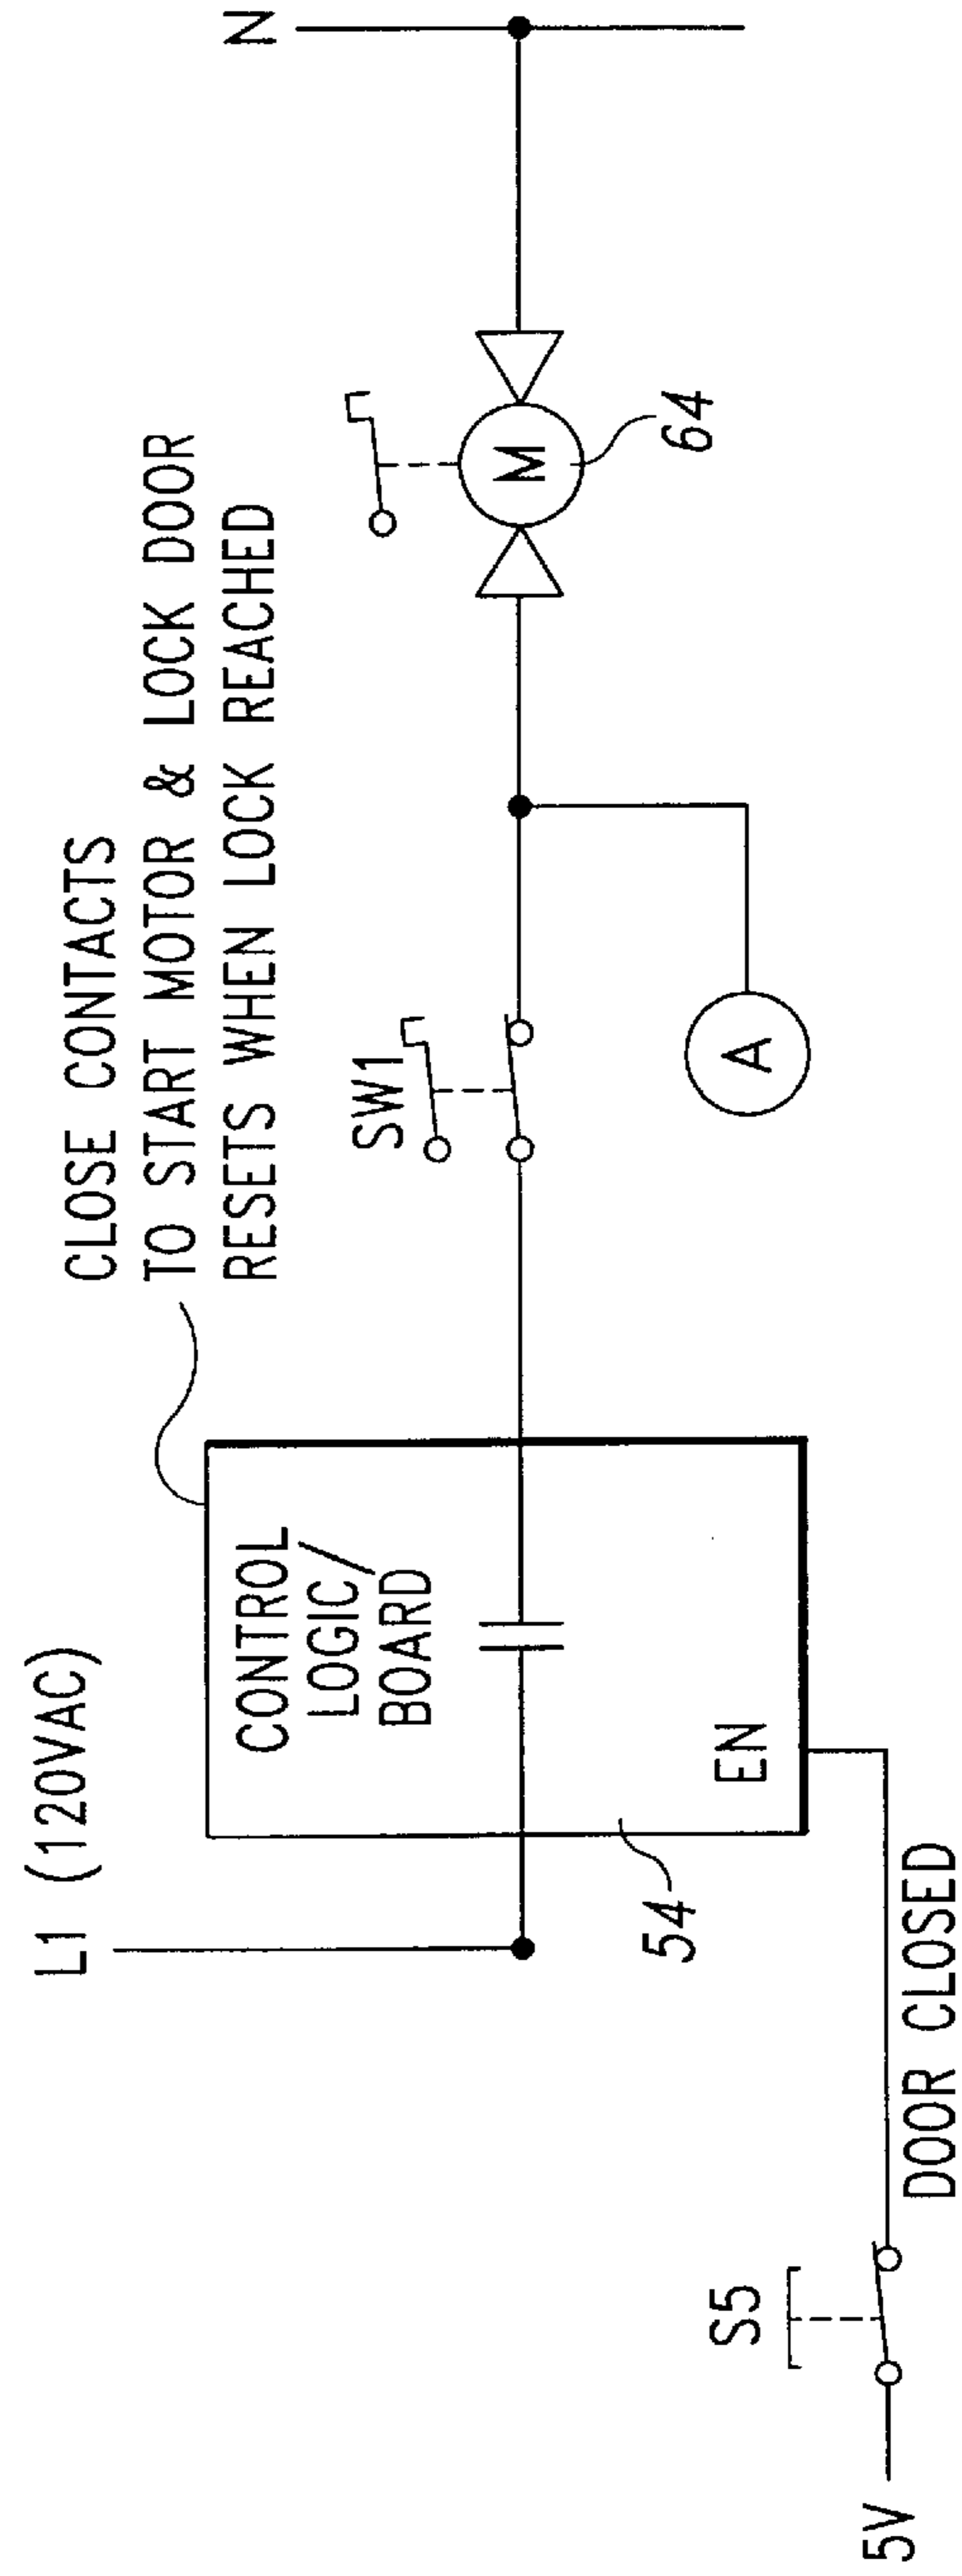 L1 (120VAC)
CLOSE CONTACTS
TO START MOTOR & LOCK DOOR
RESETS WHEN LOCK REACHED
N
CONTROL
LOGIC/
BOARD
SW1
M
64
EN
54
A
S5
5V
DOOR CLOSED